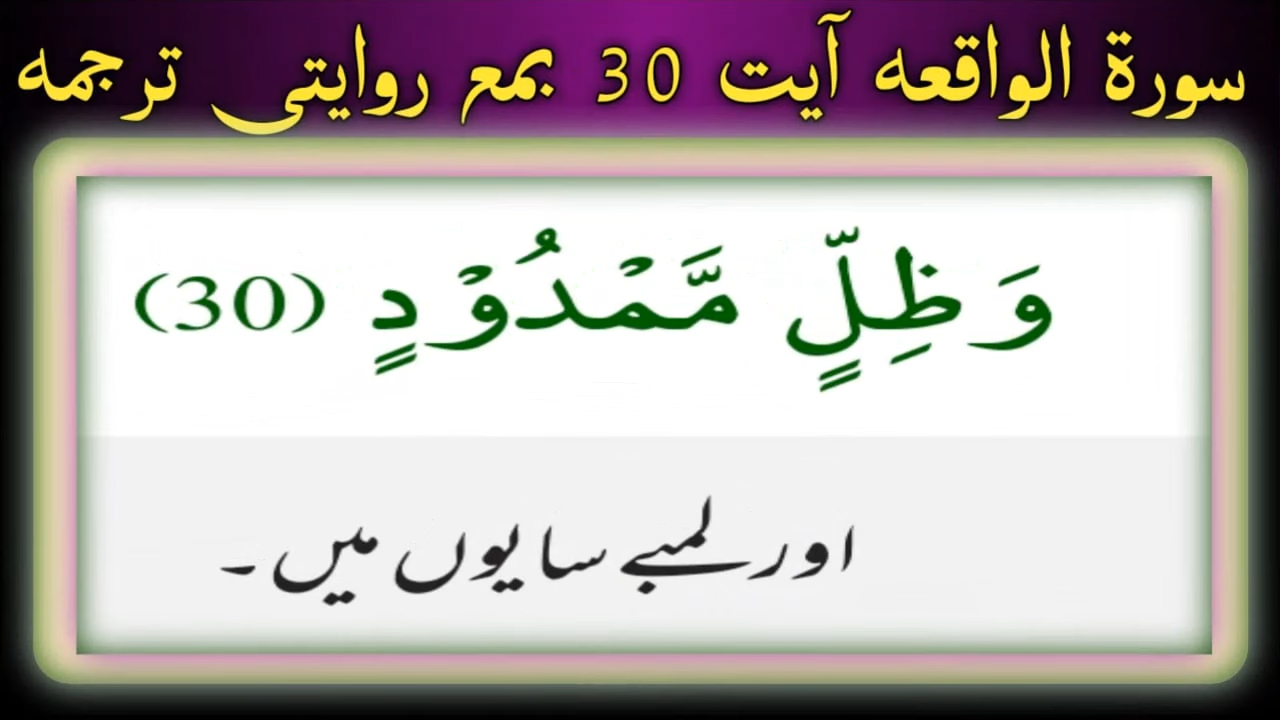 سورة الواقعه آیت 30 بمع روایتی ترجمه
وَ ظِلٍّ مَّمْدُوْدٍ (30)
اور لمبے سایوں میں ۔